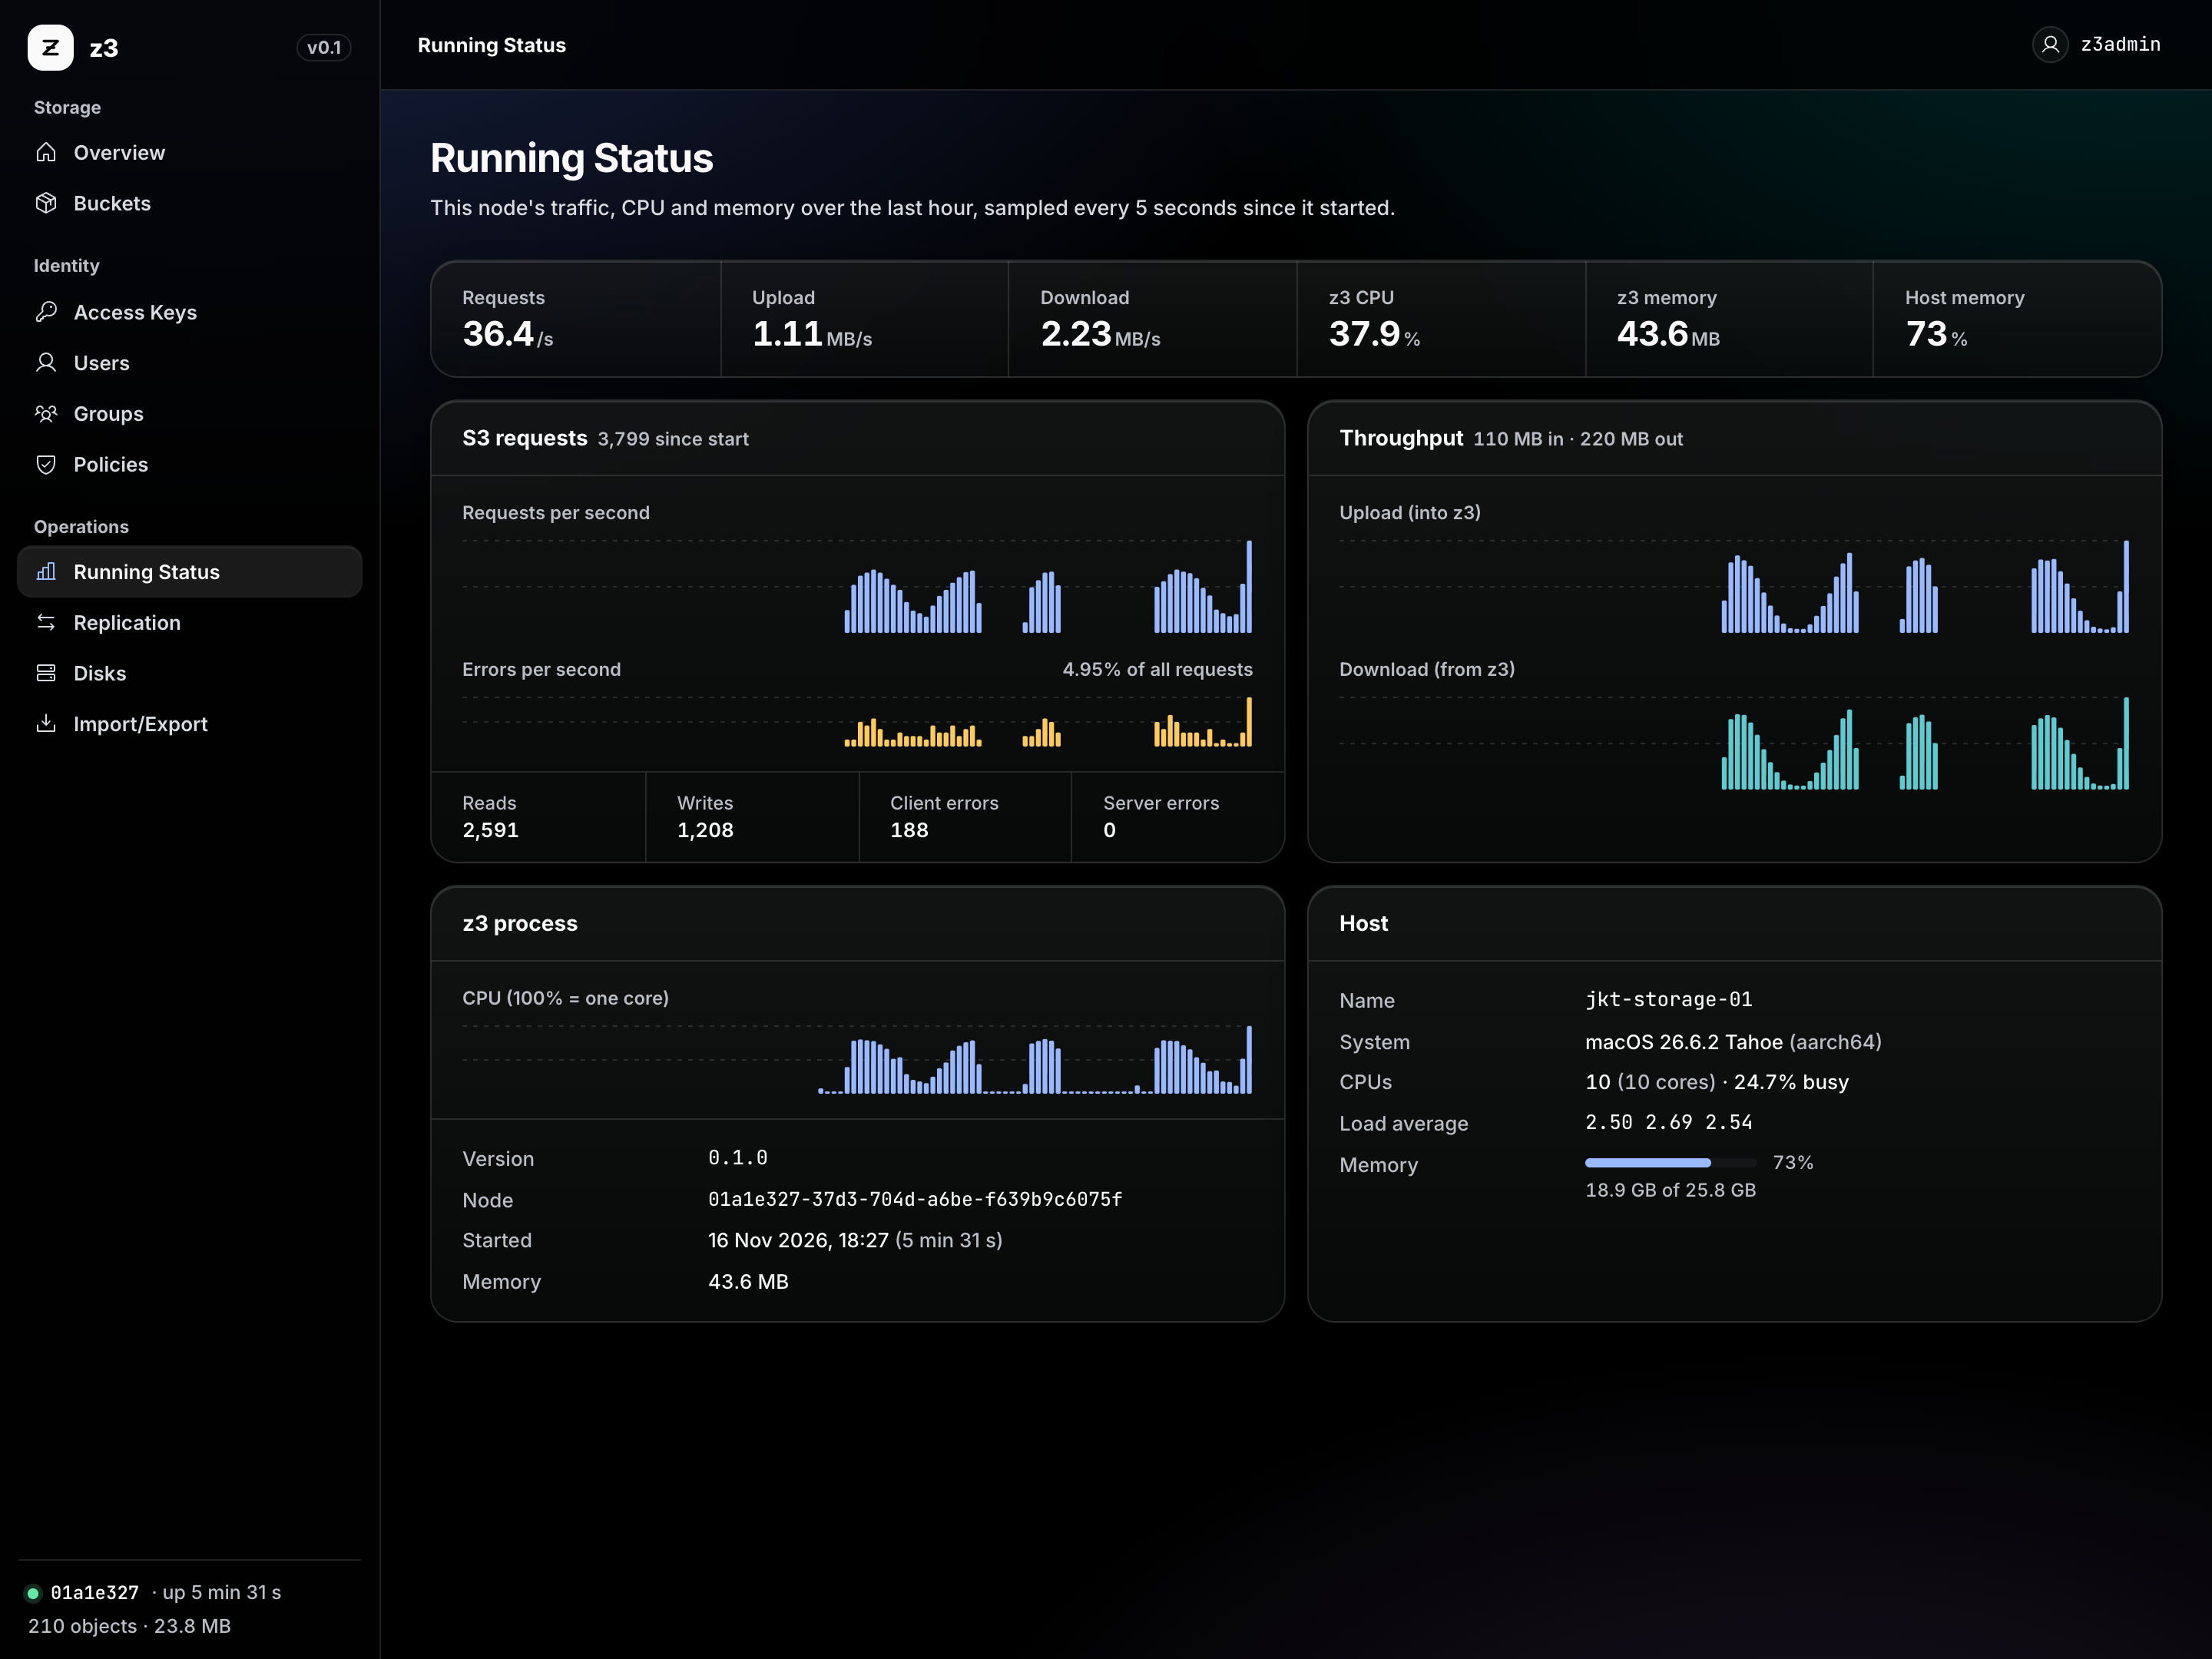 z3
v0.1
Storage
Overview
Buckets
Identity
Access Keys
Users
Groups
Policies
Operations
Running Status
Replication
Disks
Import/Export
01a1e327 · up 5 min 31 s
210 objects · 23.8 MB
Running Status
z3admin
Running Status
This node's traffic, CPU and memory over the last hour, sampled every 5 seconds since it started.
Requests
36.4/s
Upload
1.11 MB/s
Download
2.23 MB/s
z3 CPU
37.9 %
z3 memory
43.6 MB
Host memory
73 %
S3 requests 3,799 since start
Requests per second
Errors per second 4.95% of all requests
Reads
2,591
Writes
1,208
Client errors
188
Server errors
0
Throughput 110 MB in · 220 MB out
Upload (into z3)
Download (from z3)
z3 process
CPU (100% = one core)
Version 0.1.0
Node 01a1e327-37d3-704d-a6be-f639b9c6075f
Started 16 Nov 2026, 18:27 (5 min 31 s)
Memory 43.6 MB
Host
Name jkt-storage-01
System macOS 26.6.2 Tahoe (aarch64)
CPUs 10 (10 cores) · 24.7% busy
Load average 2.50 2.69 2.54
Memory 73%
18.9 GB of 25.8 GB